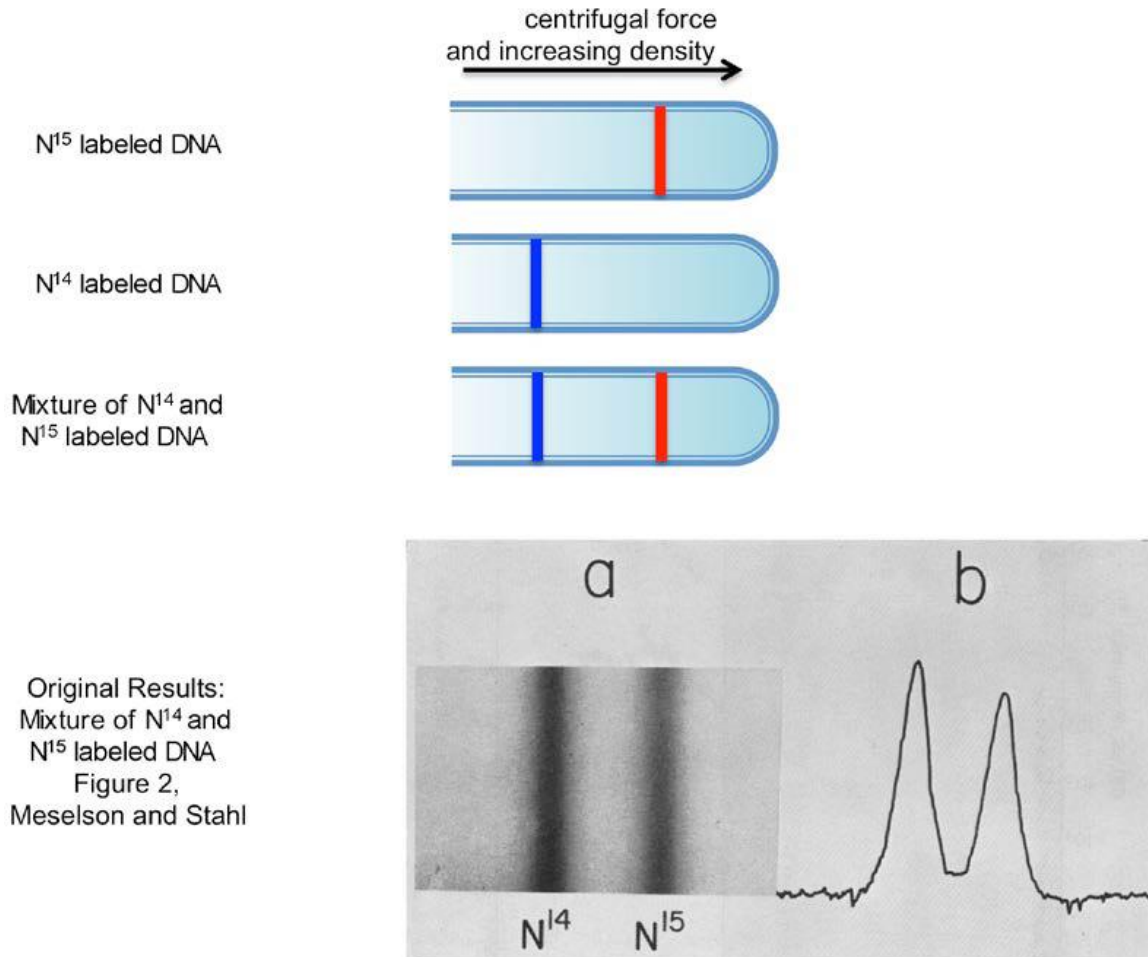 centrifugal force
and increasing density
N¹⁵ labeled DNA
N¹⁴ labeled DNA
Mixture of N¹⁴ and
N¹⁵ labeled DNA
a
b
Original Results:
Mixture of N¹⁴ and
N¹⁵ labeled DNA
Figure 2,
Meselson and Stahl
N¹⁴
N¹⁵